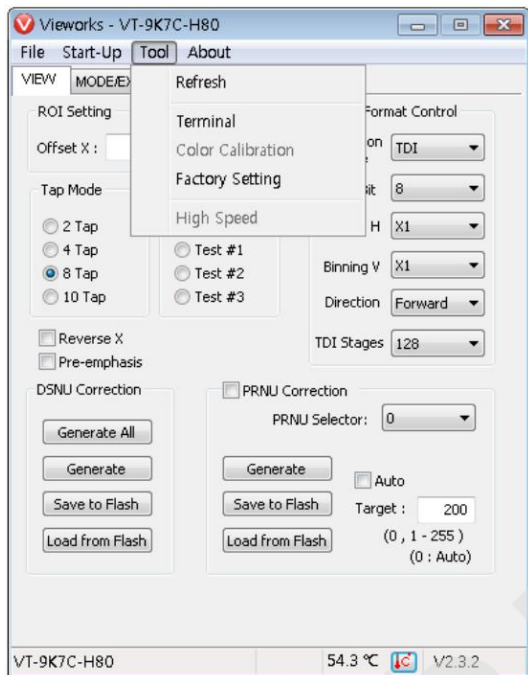 Vieworks - VT-9K7C-H80
File Start-Up Tool About
VIEW MODE/EX
Refresh
Terminal
Color Calibration
Factory Setting
High Speed
ROI Setting
Offset X :
Format Control
on TDI
8
H X1
Binning V X1
Direction Forward
TDI Stages 128
Tap Mode
2 Tap
4 Tap
8 Tap
10 Tap
Test #1
Test #2
Test #3
Reverse X
Pre-emphasis
DSNU Correction
Generate All
Generate
Save to Flash
Load from Flash
PRNU Correction
PRNU Selector: 0
Generate
Save to Flash
Load from Flash
Auto
Target : 200
(0 , 1 - 255 )
(0 : Auto)
VT-9K7C-H80 54.3 ℃ V2.3.2